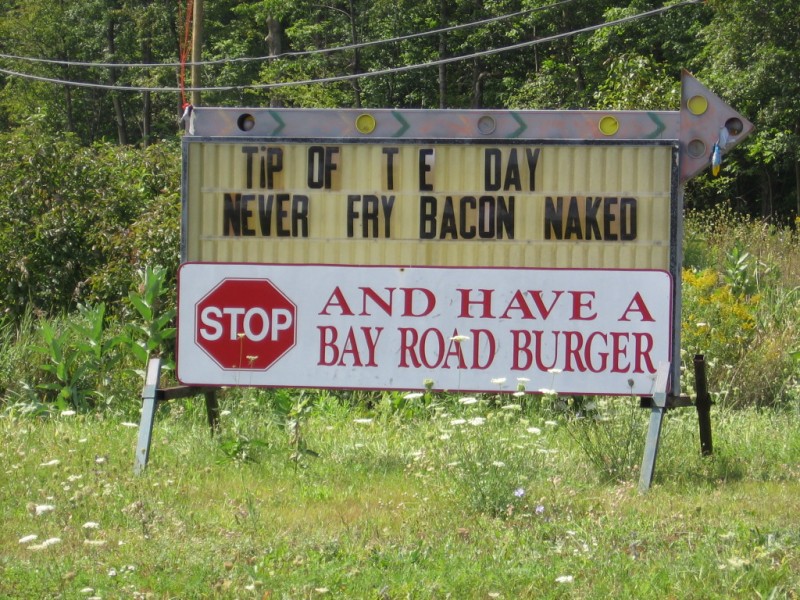 TiP OF T E DAY
NEVER FRY BACON NAKED
STOP
AND HAVE A
BAY ROAD BURGER